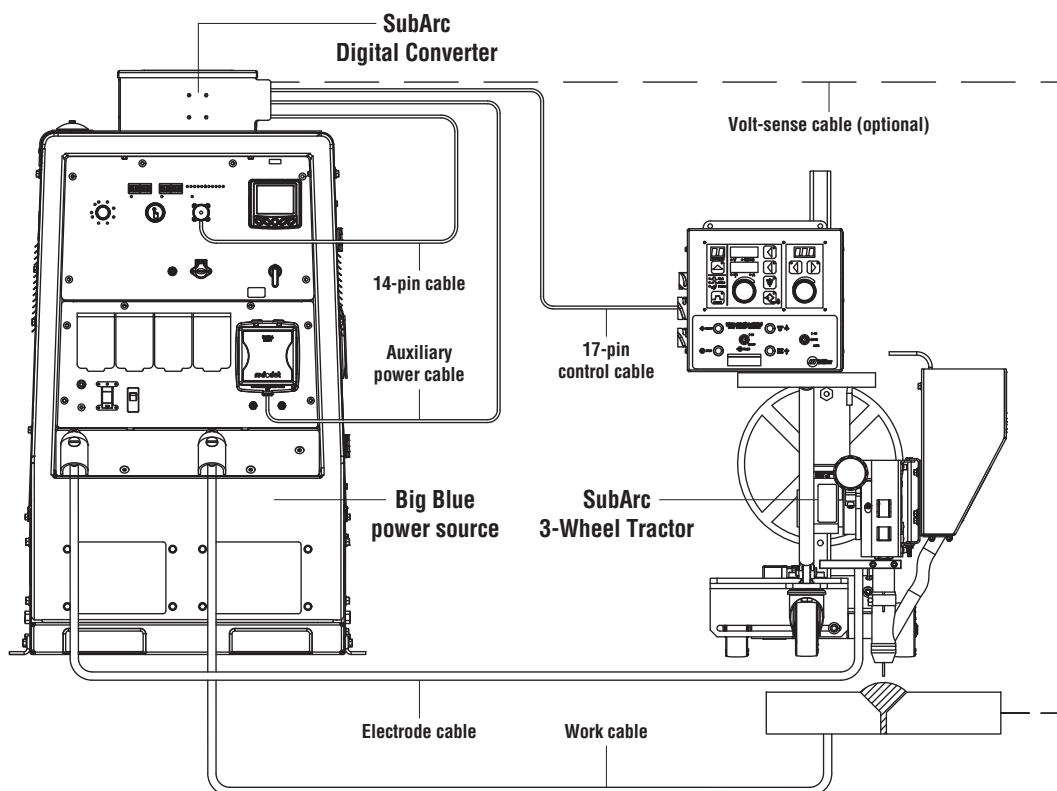 SubArc
Digital Converter
Volt-sense cable (optional)
14-pin cable
Auxiliary
power cable
17-pin
control cable
Big Blue
power source
SubArc
3-Wheel Tractor
Electrode cable
Work cable